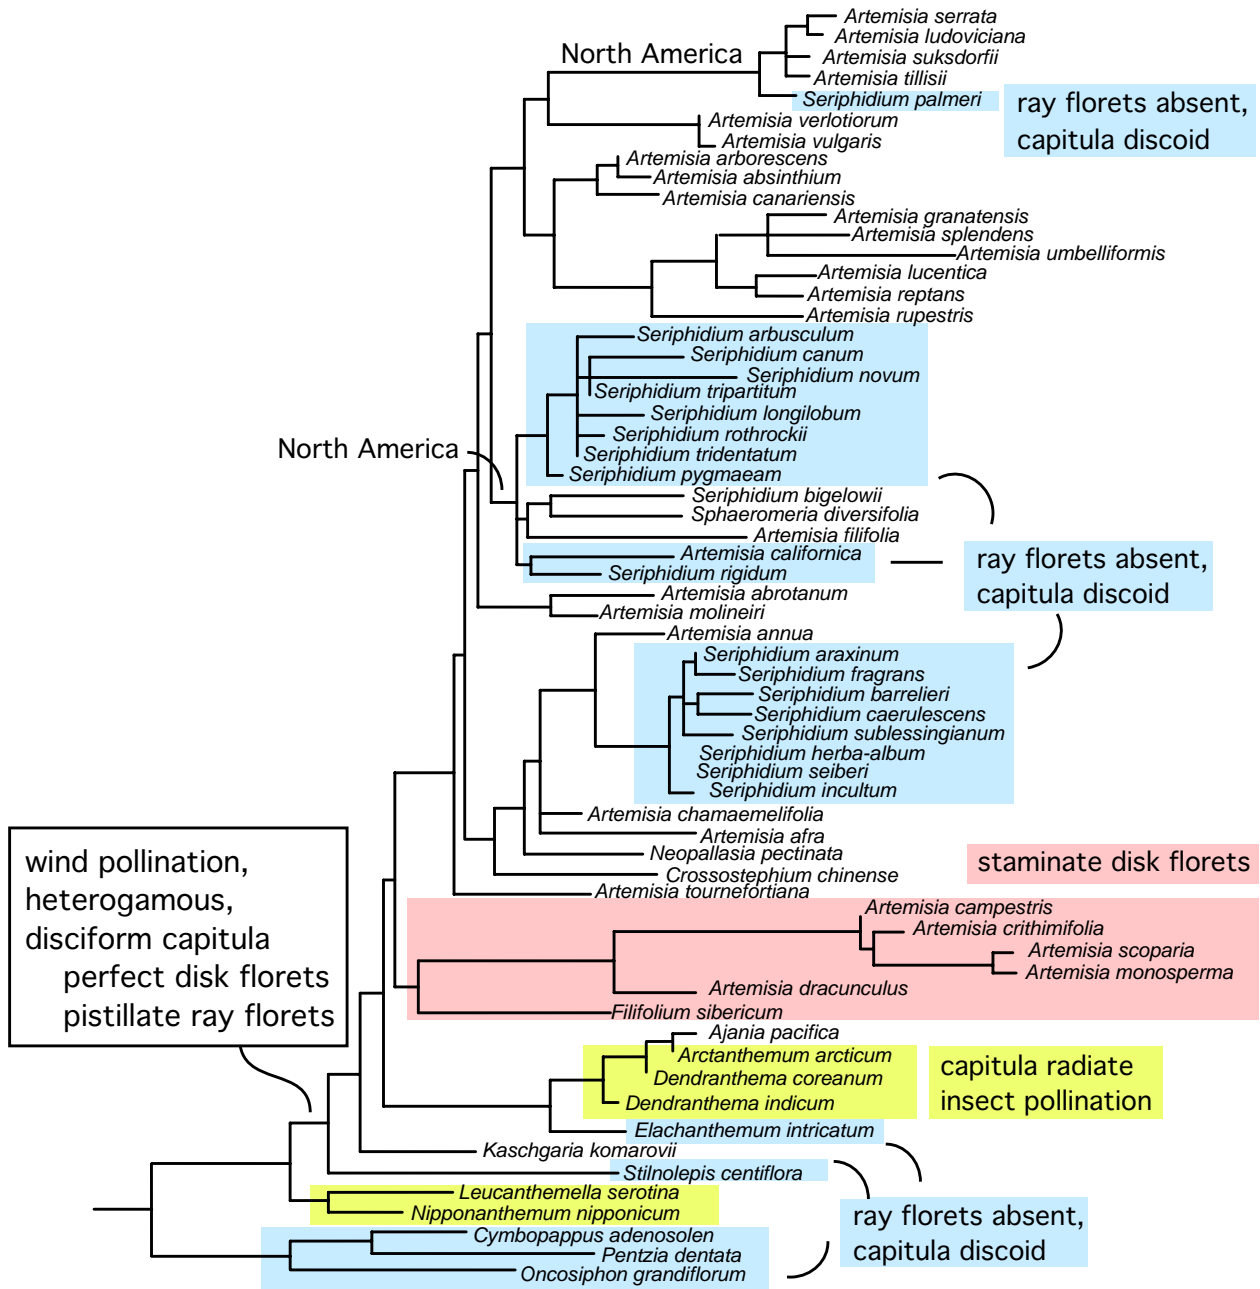 Artemisia serrata
Artemisia ludoviciana
North America
Artemisia suksdorfii
Artemisia tillisii
Seriphidium palmeri
ray florets absent,
capitula discoid
Artemisia verlotiorum
Artemisia vulgaris
Artemisia arborescens
Artemisia absinthium
Artemisia canariensis
Artemisia granatensis
Artemisia splendens
Artemisia umbelliformis
Artemisia lucentica
Artemisia reptans
Artemisia rupestris
Seriphidium arbusculum
Seriphidium canum
Seriphidium novum
Seriphidium tripartitum
Seriphidium longilobum
Seriphidium rothrockii
North America
Seriphidium tridentatum
Seriphidium pygmaeam
Seriphidium bigelowii
Sphaeromeria diversifolia
Artemisia filifolia
Artemisia californica
Seriphidium rigidum
ray florets absent,
capitula discoid
Artemisia abrotanum
Artemisia molineiri
Artemisia annua
Seriphidium araxinum
Seriphidium fragrans
Seriphidium barrelieri
Seriphidium caerulescens
Seriphidium sublessingianum
Seriphidium herba-album
Seriphidium seiberi
Seriphidium incultum
Artemisia chamaemelifolia
Artemisia afra
Neopallasia pectinata
Crossostephium chinense
Artemisia tournefortiana
staminate disk florets
wind pollination,
heterogamous,
disciform capitula
perfect disk florets
pistillate ray florets
Artemisia campestris
Artemisia crithimifolia
Artemisia scoparia
Artemisia monosperma
Artemisia dracunculus
Filifolium sibericum
Ajania pacifica
Arctanthemum arcticum
Dendranthema coreanum
Dendranthema indicum
capitula radiate
insect pollination
Elachanthemum intricatum
Kaschgaria komarovii
Stilnolepis centiflora
Leucanthemella serotina
Nipponanthemum nipponicum
ray florets absent,
capitula discoid
Cymbopappus adenosolen
Pentzia dentata
Oncosiphon grandiflorum